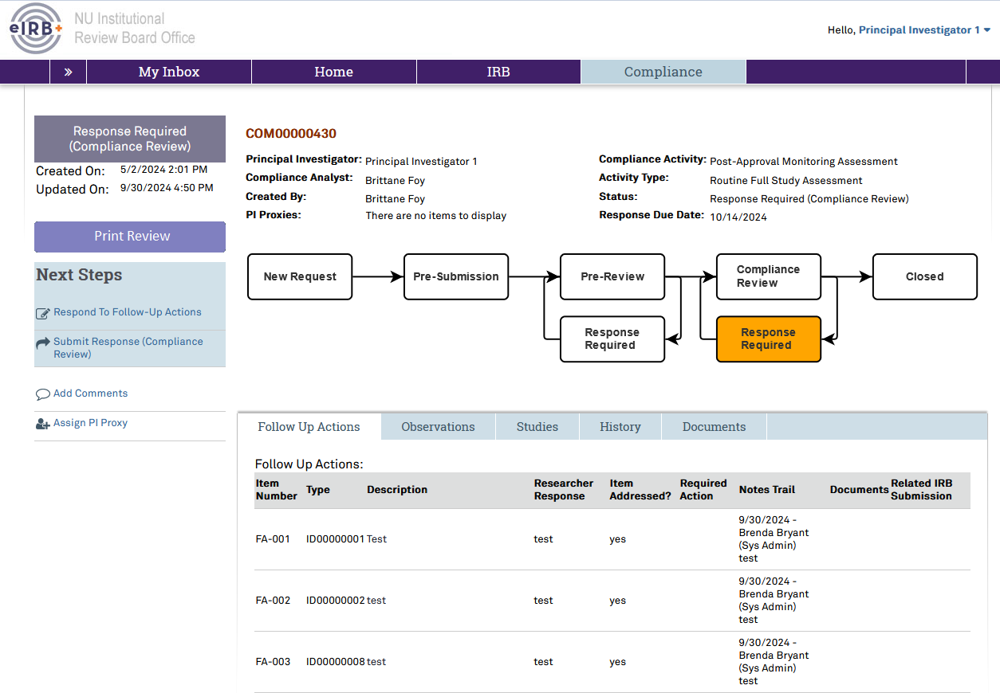 eIRB+
NU Institutional
Review Board Office
Hello, Principal Investigator 1
»
My Inbox
Home
IRB
Compliance
Response Required
(Compliance Review)
Created On: 5/2/2024 2:01 PM
Updated On: 9/30/2024 4:50 PM
Print Review
Next Steps
Respond To Follow-Up Actions
Submit Response (Compliance
Review)
Add Comments
Assign PI Proxy
COM00000430
Principal Investigator: Principal Investigator 1
Compliance Analyst: Brittane Foy
Created By: Brittane Foy
PI Proxies: There are no items to display
Compliance Activity: Post-Approval Monitoring Assessment
Activity Type: Routine Full Study Assessment
Status: Response Required (Compliance Review)
Response Due Date: 10/14/2024
New Request
Pre-Submission
Pre-Review
Compliance
Review
Closed
Response
Required
Response
Required
Follow Up Actions
Observations
Studies
History
Documents
Follow Up Actions:
Item
Number
Type
Description
Researcher
Response
Item
Addressed?
Required
Action
Notes Trail
Documents
Related IRB
Submission
FA-001 ID00000001 Test test yes
9/30/2024 -
Brenda Bryant
(Sys Admin)
test
FA-002 ID00000002 test test yes
9/30/2024 -
Brenda Bryant
(Sys Admin)
test
FA-003 ID00000008 test test yes
9/30/2024 -
Brenda Bryant
(Sys Admin)
test